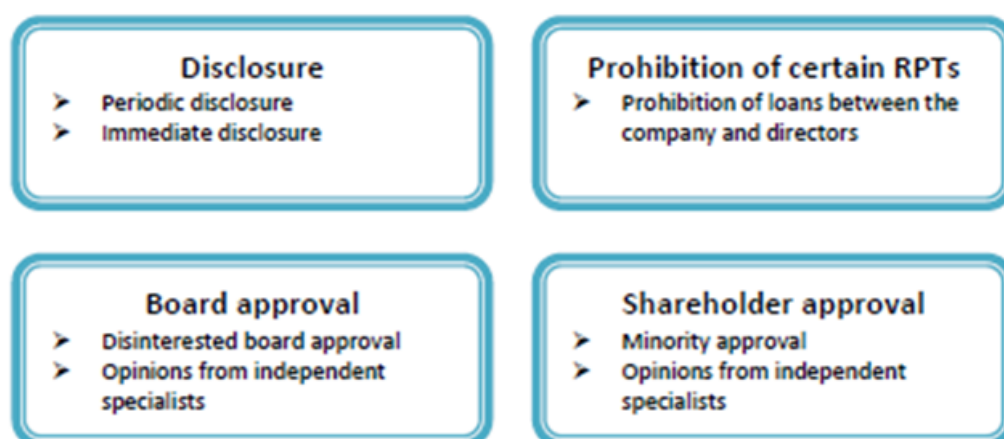 Disclosure
➤ Periodic disclosure
➤ Immediate disclosure
Prohibition of certain RPTs
➤ Prohibition of loans between the
company and directors
Board approval
➤ Disinterested board approval
➤ Opinions from independent
specialists
Shareholder approval
➤ Minority approval
➤ Opinions from independent
specialists